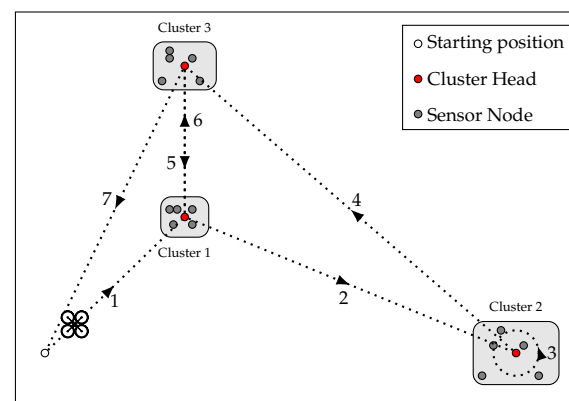 Cluster 3
Starting position
Cluster Head
Sensor Node
6
5
7
4
Cluster 1
1
2
Cluster 2
3